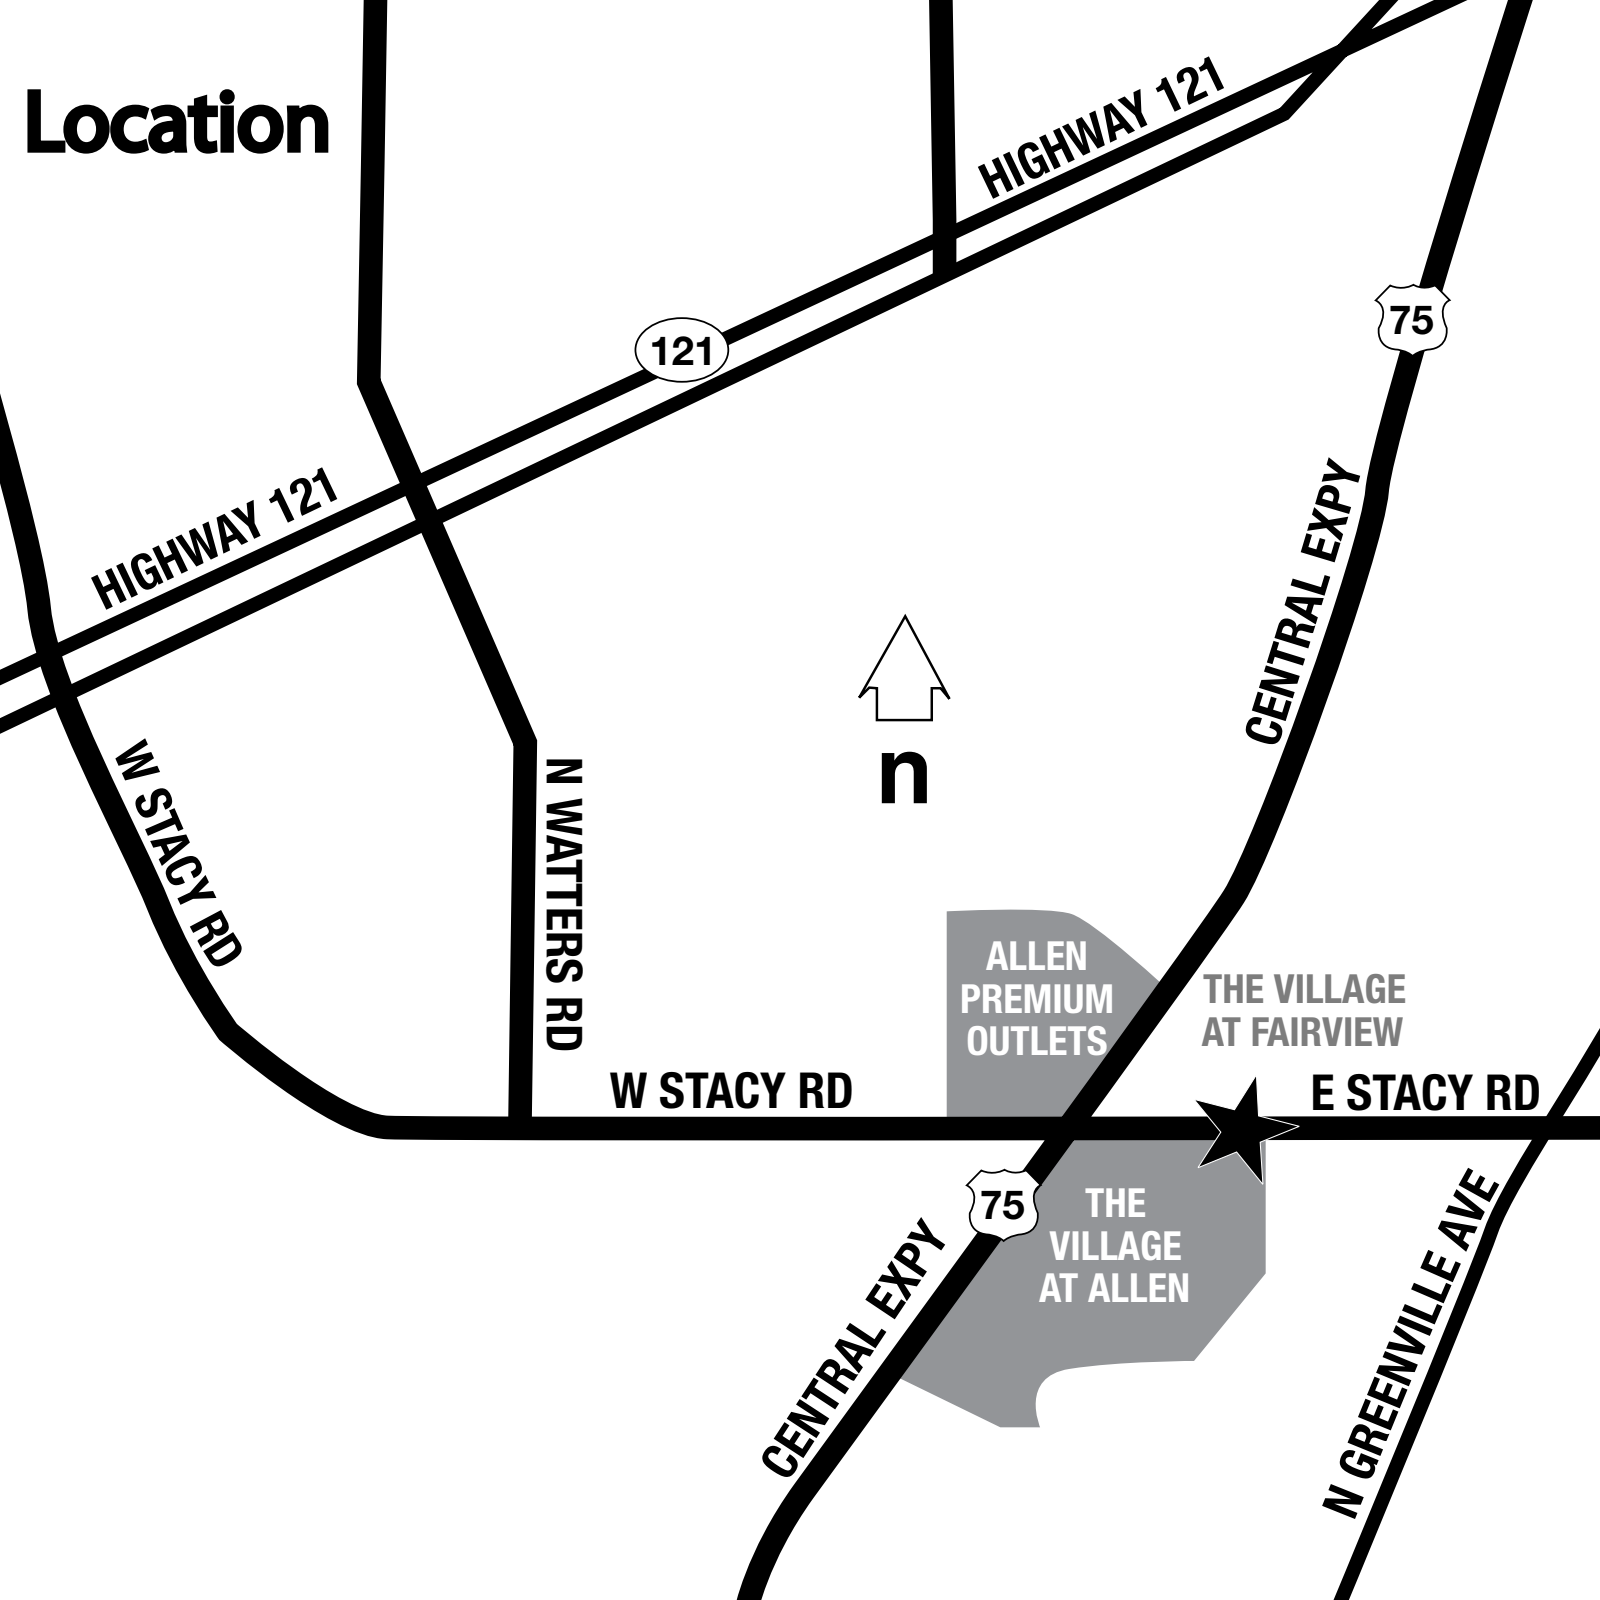 Location
HIGHWAY 121
121
75
HIGHWAY 121
CENTRAL EXPY
n
W STACY RD
N WATTERS RD
ALLEN
PREMIUM
OUTLETS
THE VILLAGE
AT FAIRVIEW
W STACY RD
E STACY RD
75
THE
VILLAGE
AT ALLEN
CENTRAL EXPY
N GREENVILLE AVE